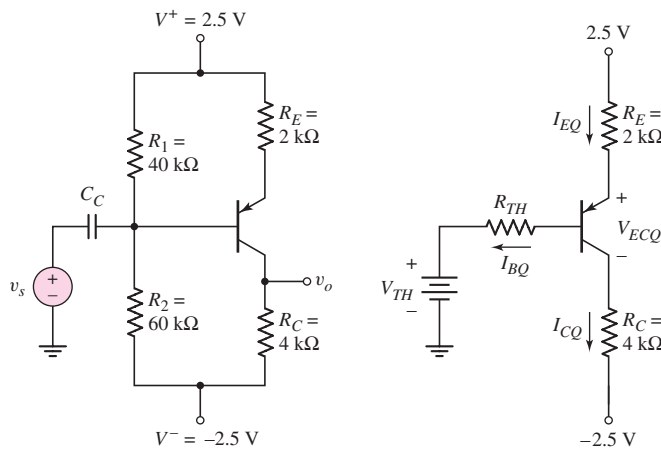 V⁺ = 2.5 V
R_E =
2 kΩ
R₁ =
40 kΩ
C_C
v_s
+
−
v_o
R₂ =
60 kΩ
R_C =
4 kΩ
V⁻ = −2.5 V
2.5 V
I_EQ
R_E =
2 kΩ
R_TH
+
V_ECQ
−
I_BQ
+
V_TH
−
I_CQ
R_C =
4 kΩ
−2.5 V